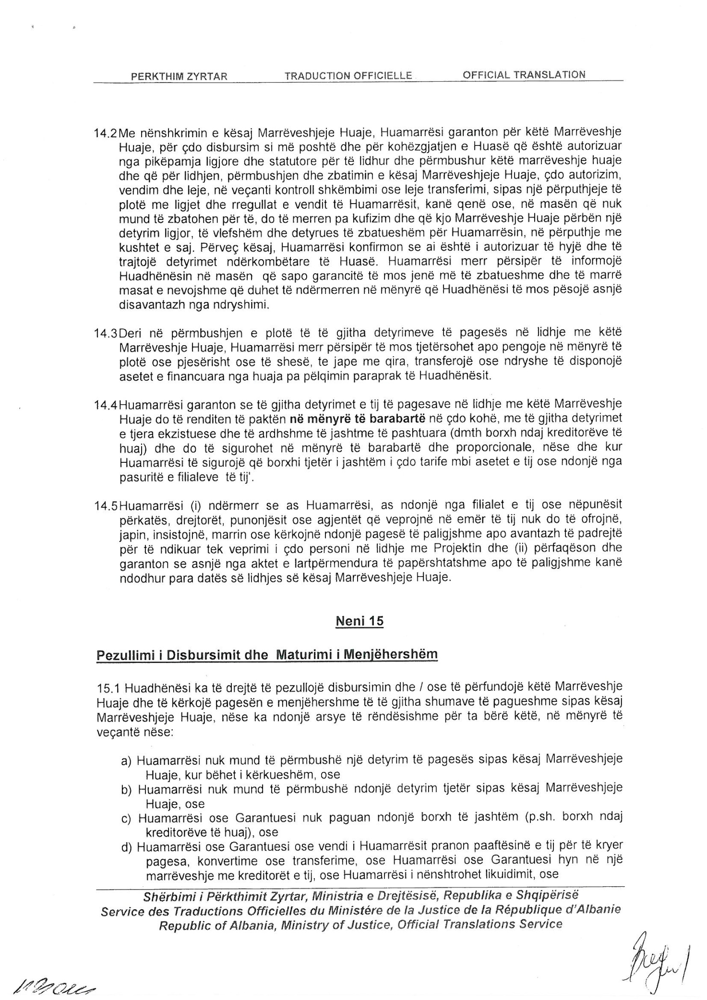 PERKTHIM ZYRTAR TRADUCTION OFFICIELLE OFFICIAL TRANSLATION
14.2 Me nënshkrimin e kësaj Marrëveshjeje Huaje, Huamarrësi garanton për këtë Marrëveshje
Huaje, për çdo disbursim si më poshtë dhe për kohëzgjatjen e Huasë që është autorizuar
nga pikëpamja ligjore dhe statutore për të lidhur dhe përmbushur këtë marrëveshje huaje
dhe që për lidhjen, përmbushjen dhe zbatimin e kësaj Marrëveshjeje Huaje, çdo autorizim,
vendim dhe leje, në veçanti kontroll shkëmbimi ose leje transferimi, sipas një përputhjeje të
plotë me ligjet dhe rregullat e vendit të Huamarrësit, kanë qenë ose, në masën që nuk
mund të zbatohen për të, do të merren pa kufizim dhe që kjo Marrëveshje Huaje përbën një
detyrim ligjor, të vlefshëm dhe detyrues të zbatueshëm për Huamarrësin, në përputhje me
kushtet e saj. Përveç kësaj, Huamarrësi konfirmon se ai është i autorizuar të hyjë dhe të
trajtojë detyrimet ndërkombëtare të Huasë. Huamarrësi merr përsipër të informojë
Huadhënësin në masën që sapo garancitë të mos jenë më të zbatueshme dhe të marrë
masat e nevojshme që duhet të ndërmerren në mënyrë që Huadhënësi të mos pësojë asnjë
disavantazh nga ndryshimi.
14.3 Deri në përmbushjen e plotë të të gjitha detyrimeve të pagesës në lidhje me këtë
Marrëveshje Huaje, Huamarrësi merr përsipër të mos tjetërsohet apo pengoje në mënyrë të
plotë ose pjesërisht ose të shesë, te jape me qira, transferojë ose ndryshe të disponojë
asetet e financuara nga huaja pa pëlqimin paraprak të Huadhënësit.
14.4 Huamarrësi garanton se të gjitha detyrimet e tij të pagesave në lidhje me këtë Marrëveshje
Huaje do të renditen të paktën në mënyrë të barabartë në çdo kohë, me të gjitha detyrimet
e tjera ekzistuese dhe të ardhshme të jashtme të pashtuara (dmth borxh ndaj kreditorëve të
huaj) dhe do të sigurohet në mënyrë të barabartë dhe proporcionale, nëse dhe kur
Huamarrësi të sigurojë që borxhi tjetër i jashtëm i çdo tarife mbi asetet e tij ose ndonjë nga
pasuritë e filialeve të tij'.
14.5 Huamarrësi (i) ndërmerr se as Huamarrësi, as ndonjë nga filialet e tij ose nëpunësit
përkatës, drejtorët, punonjësit ose agjentët që veprojnë në emër të tij nuk do të ofrojnë,
japin, insistojnë, marrin ose kërkojnë ndonjë pagesë të paligjshme apo avantazh të padrejtë
për të ndikuar tek veprimi i çdo personi në lidhje me Projektin dhe (ii) përfaqëson dhe
garanton se asnjë nga aktet e lartpërmendura të papërshtatshme apo të paligjshme kanë
ndodhur para datës së lidhjes së kësaj Marrëveshjeje Huaje.
Neni 15
Pezullimi i Disbursimit dhe Maturimi i Menjëhershëm
15.1 Huadhënësi ka të drejtë të pezullojë disbursimin dhe / ose të përfundojë këtë Marrëveshje
Huaje dhe të kërkojë pagesën e menjëhershme të të gjitha shumave të pagueshme sipas kësaj
Marrëveshjeje Huaje, nëse ka ndonjë arsye të rëndësishme për ta bërë këtë, në mënyrë të
veçantë nëse:
a) Huamarrësi nuk mund të përmbushë një detyrim të pagesës sipas kësaj Marrëveshjeje
Huaje, kur bëhet i kërkueshëm, ose
b) Huamarrësi nuk mund të përmbushë ndonjë detyrim tjetër sipas kësaj Marrëveshjeje
Huaje, ose
c) Huamarrësi ose Garantuesi nuk paguan ndonjë borxh të jashtëm (p.sh. borxh ndaj
kreditorëve të huaj), ose
d) Huamarrësi ose Garantuesi ose vendi i Huamarrësit pranon paaftësinë e tij për të kryer
pagesa, konvertime ose transferime, ose Huamarrësi ose Garantuesi hyn në një
marrëveshje me kreditorët e tij, ose Huamarrësi i nënshtrohet likuidimit, ose
Shërbimi i Përkthimit Zyrtar, Ministria e Drejtësisë, Republika e Shqipërisë
Service des Traductions Officielles du Ministére de la Justice de la République d'Albanie
Republic of Albania, Ministry of Justice, Official Translations Service